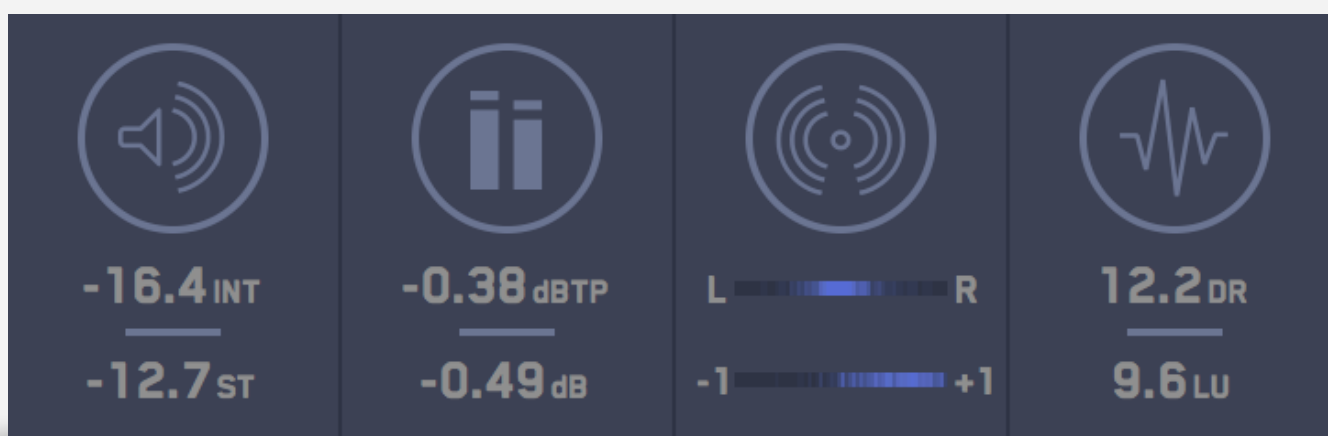 -16.4 INT
-12.7 ST
-0.38 dBTP
-0.49 dB
L R
-1 +1
12.2 DR
9.6 LU